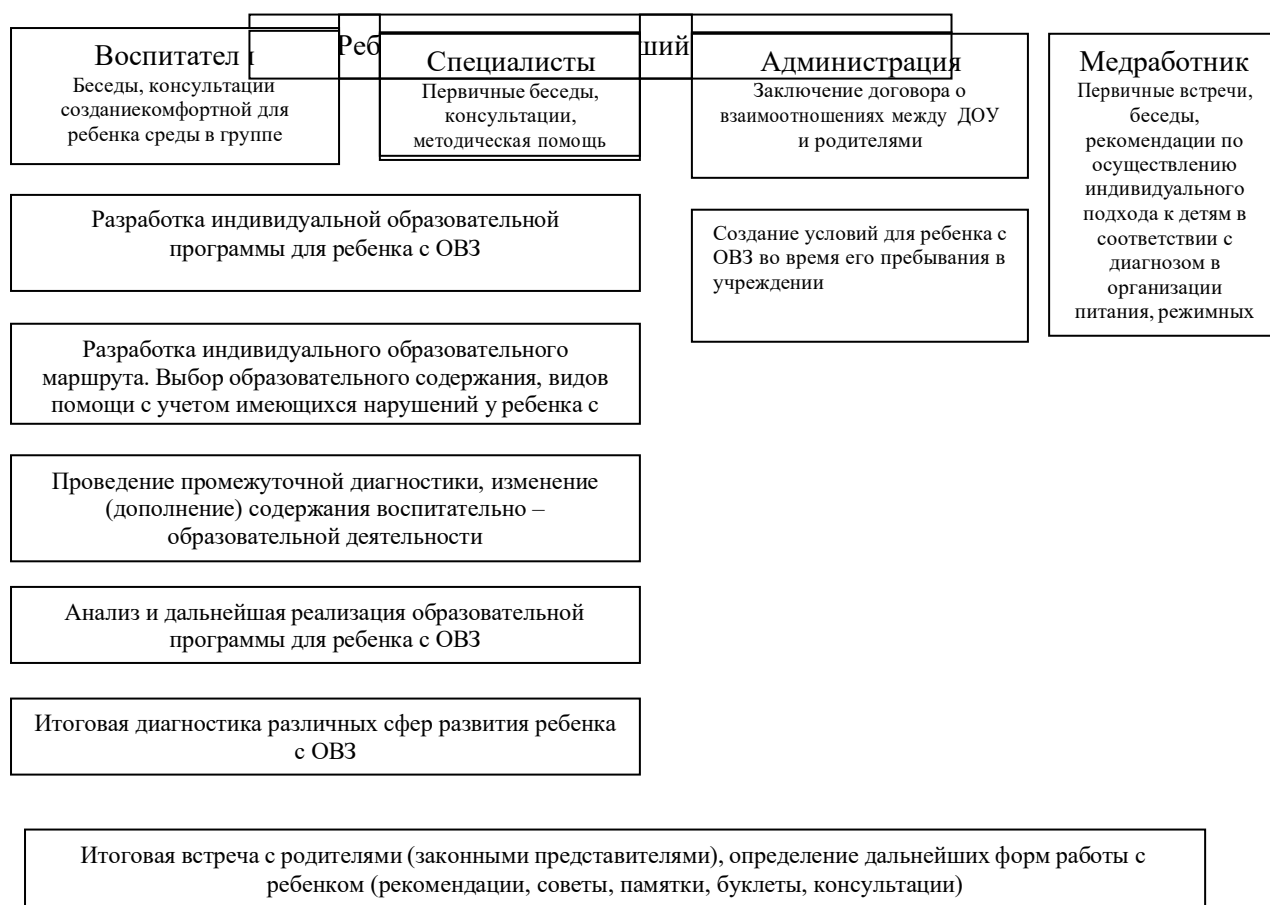 Реб
ший
Воспитатели
Беседы, консультации
созданиекомфортной для
ребенка среды в группе
Специалисты
Первичные беседы,
консультации,
методическая помощь
Администрация
Заключение договора о
взаимоотношениях между ДОУ
и родителями
Медработник
Первичные встречи,
беседы,
рекомендации по
осуществлению
индивидуального
подхода к детям в
соответствии с
диагнозом в
организации
питания, режимных
Разработка индивидуальной образовательной
программы для ребенка с ОВЗ
Создание условий для ребенка с
ОВЗ во время его пребывания в
учреждении
Разработка индивидуального образовательного
маршрута. Выбор образовательного содержания, видов
помощи с учетом имеющихся нарушений у ребенка с
Проведение промежуточной диагностики, изменение
(дополнение) содержания воспитательно –
образовательной деятельности
Анализ и дальнейшая реализация образовательной
программы для ребенка с ОВЗ
Итоговая диагностика различных сфер развития ребенка
с ОВЗ
Итоговая встреча с родителями (законными представителями), определение дальнейших форм работы с
ребенком (рекомендации, советы, памятки, буклеты, консультации)